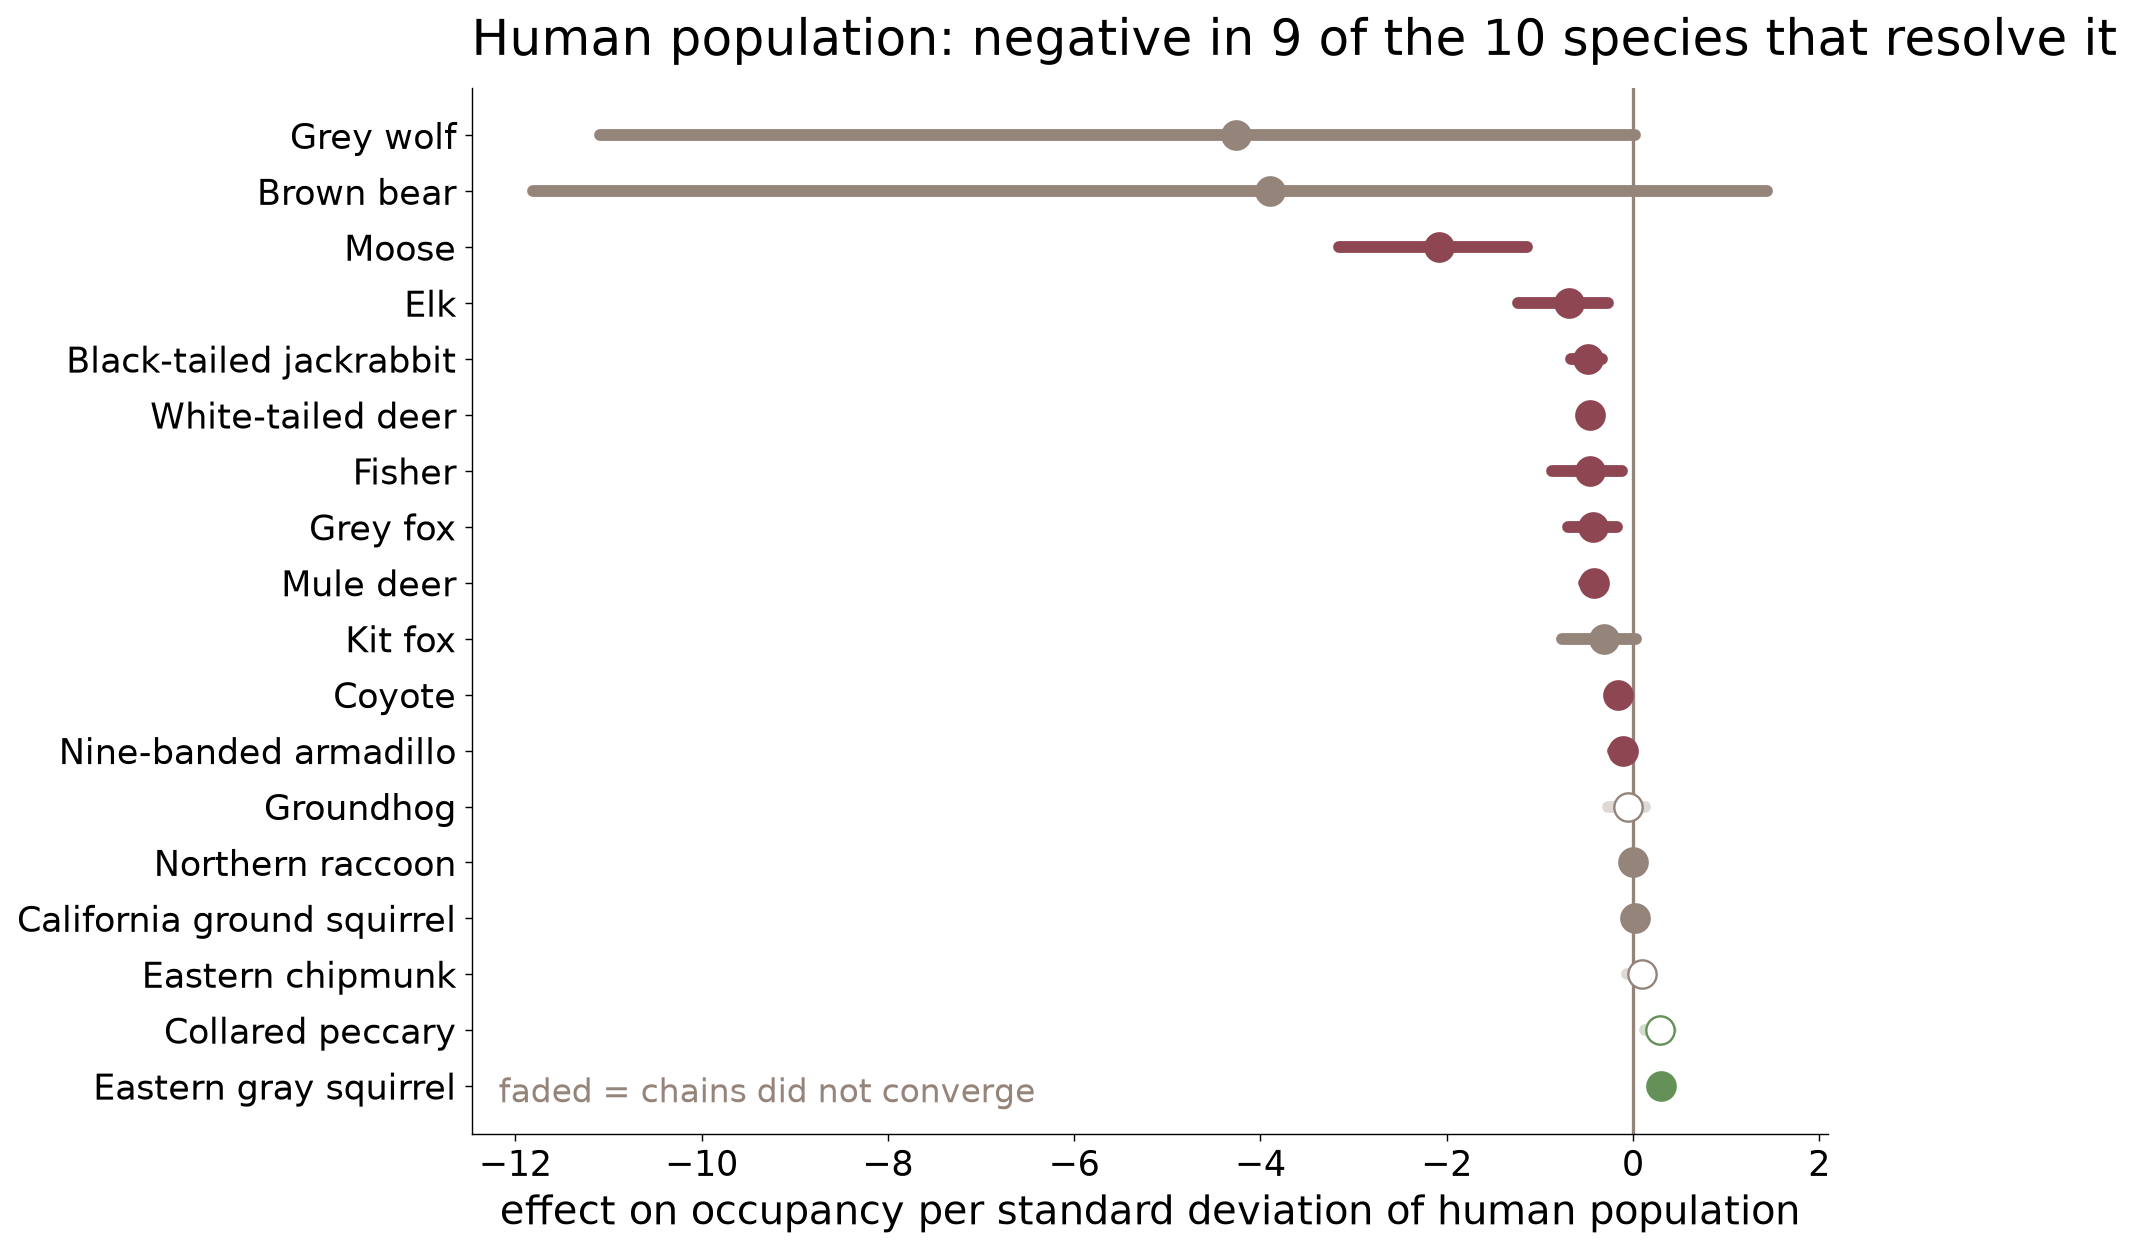 Human population: negative in 9 of the 10 species that resolve it
Grey wolf
Brown bear
Moose
Elk
Black-tailed jackrabbit
White-tailed deer
Fisher
Grey fox
Mule deer
Kit fox
Coyote
Nine-banded armadillo
Groundhog
Northern raccoon
California ground squirrel
Eastern chipmunk
Collared peccary
Eastern gray squirrel
faded = chains did not converge
−12 −10 −8 −6 −4 −2 0 2
effect on occupancy per standard deviation of human population